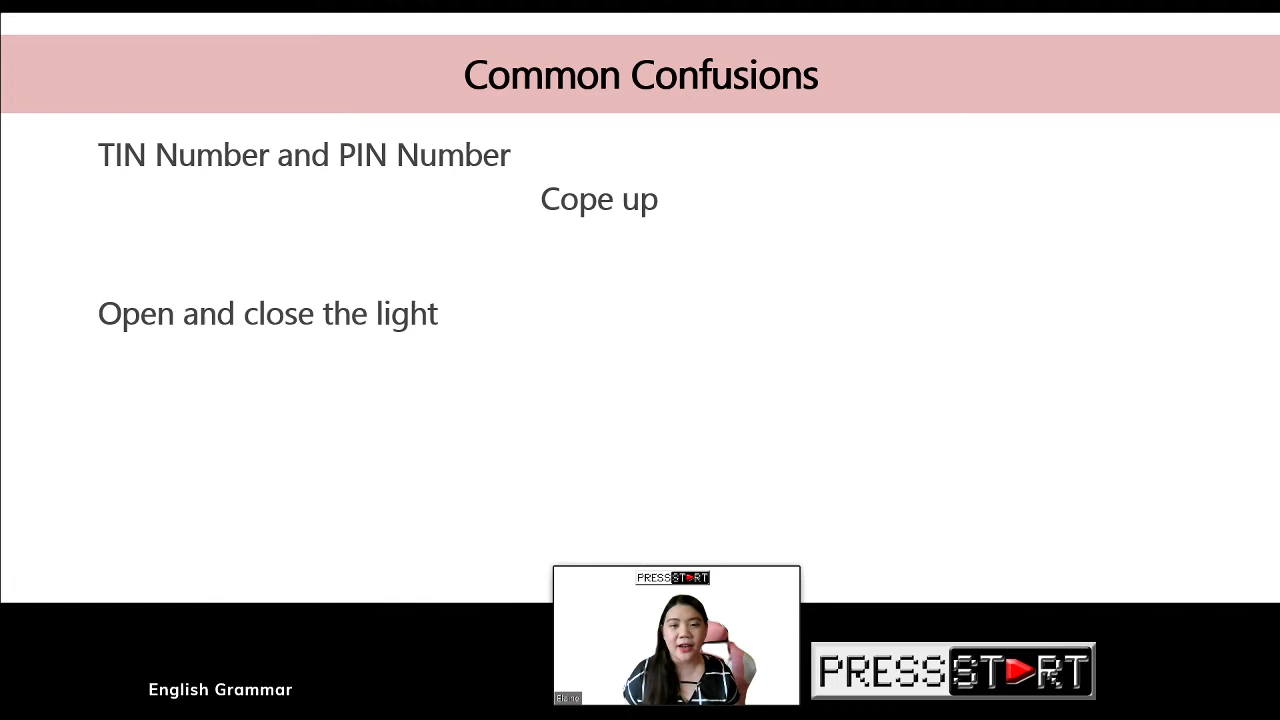 Common Confusions
TIN Number and PIN Number
Cope up
Open and close the light
PRESS START
English Grammar
PRESS START